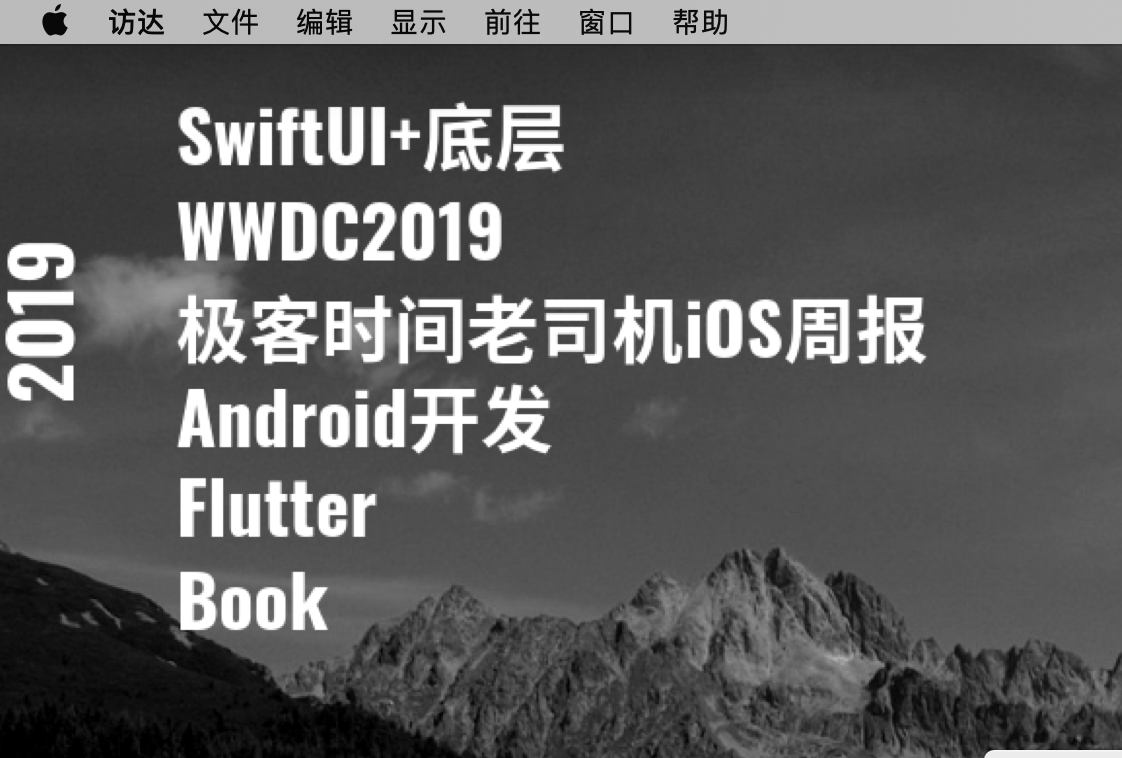 访达 文件 编辑 显示 前往 窗口 帮助
2019
SwiftUI+底层
WWDC2019
极客时间老司机iOS周报
Android开发
Flutter
Book